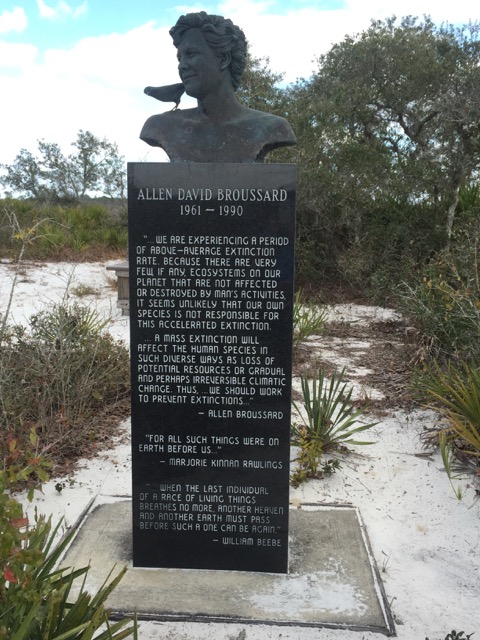 ALLEN DAVID BROUSSARD
1961 — 1990
"... WE ARE EXPERIENCING A PERIOD
OF ABOVE-AVERAGE EXTINCTION
RATE. BECAUSE THERE ARE VERY
FEW, IF ANY, ECOSYSTEMS ON OUR
PLANET THAT ARE NOT AFFECTED
OR DESTROYED BY MAN'S ACTIVITIES,
IT SEEMS UNLIKELY THAT OUR OWN
SPECIES IS NOT RESPONSIBLE FOR
THIS ACCELERATED EXTINCTION.
... A MASS EXTINCTION WILL
AFFECT THE HUMAN SPECIES IN
SUCH DIVERSE WAYS AS LOSS OF
POTENTIAL RESOURCES OR GRADUAL
AND PERHAPS IRREVERSIBLE CLIMATIC
CHANGE. THUS, ... WE SHOULD WORK
TO PREVENT EXTINCTIONS..."
— ALLEN BROUSSARD
"FOR ALL SUCH THINGS WERE ON
EARTH BEFORE US..."
— MARJORIE KINNAN RAWLINGS
"... WHEN THE LAST INDIVIDUAL
OF A RACE OF LIVING THINGS
BREATHES NO MORE, ANOTHER HEAVEN
AND ANOTHER EARTH MUST PASS
BEFORE SUCH A ONE CAN BE AGAIN."
— WILLIAM BEEBE